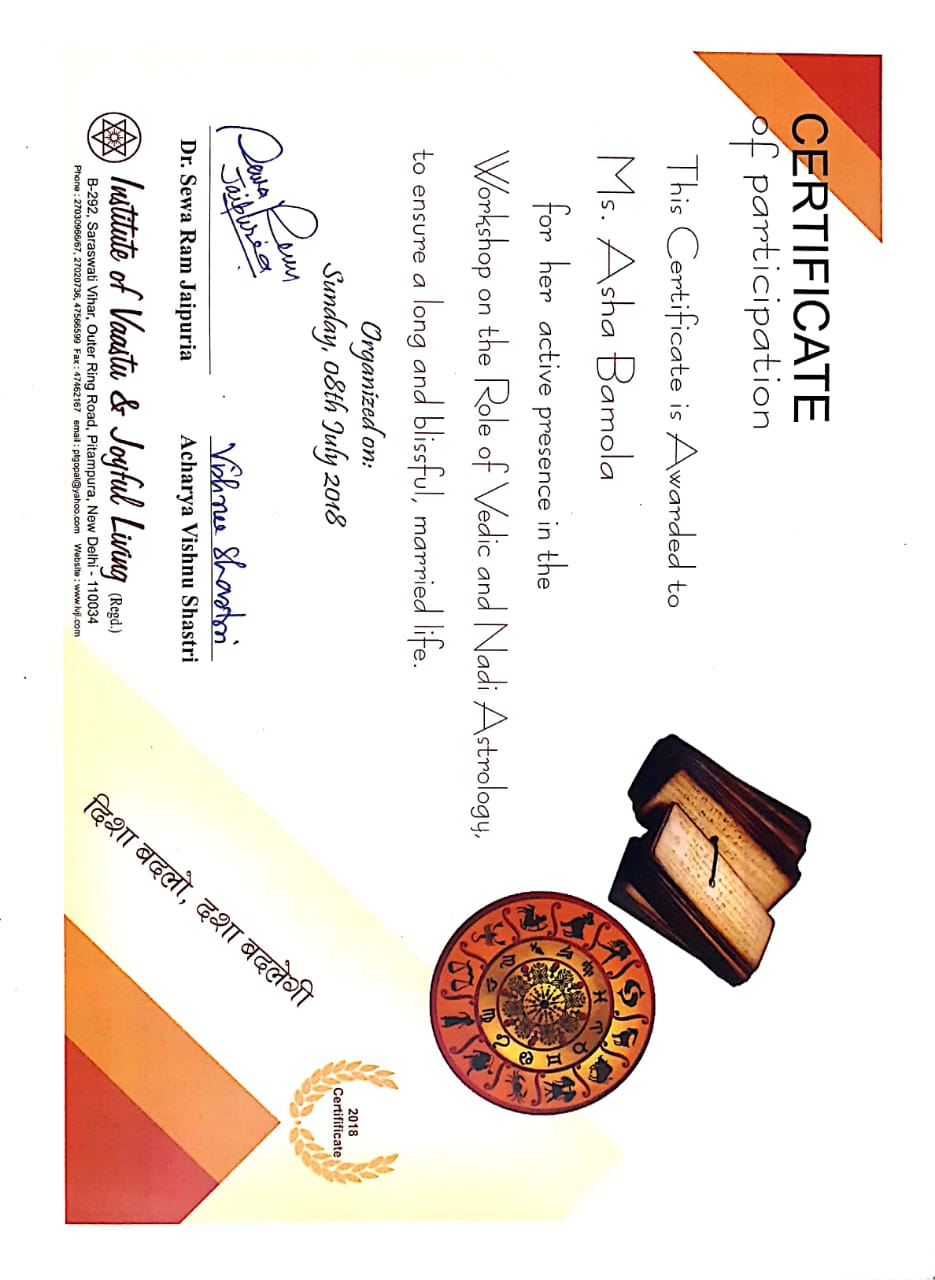 CERTIFICATE
of participation
This Certificate is Awarded to
Ms. Asha Bamola
for her active presence in the
Workshop on the Role of Vedic and Nadi Astrology,
to ensure a long and blissful, married life.
Organized on:
Sunday, 08th July 2018
Sewa Ram
Jaipuria
Vishnu Shastri
Dr. Sewa Ram Jaipuria
Acharya Vishnu Shastri
Institute of Vaastu & Joyful Living (Regd.)
B-292, Saraswati Vihar, Outer Ring Road, Pitampura, New Delhi - 110034
Phone : 27030966/67, 27020736, 47566599 Fax : 47462167 email : ptgopal@yahoo.com Website : www.ivjl.com
2018
Certifificate
दिशा बदलो, दशा बदलेगी